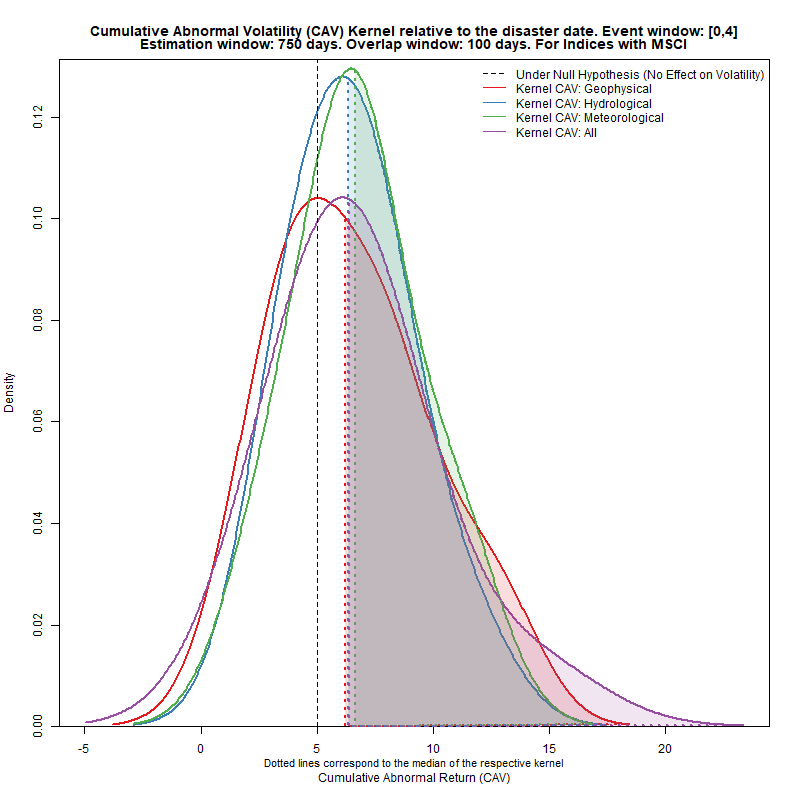 Cumulative Abnormal Volatility (CAV) Kernel relative to the disaster date. Event window: [0,4]
Estimation window: 750 days. Overlap window: 100 days. For Indices with MSCI
Under Null Hypothesis (No Effect on Volatility)
Kernel CAV: Geophysical
Kernel CAV: Hydrological
Kernel CAV: Meteorological
Kernel CAV: All
Density
0.12
0.10
0.08
0.06
0.04
0.02
0.00
-5 0 5 10 15 20
Dotted lines correspond to the median of the respective kernel
Cumulative Abnormal Return (CAV)